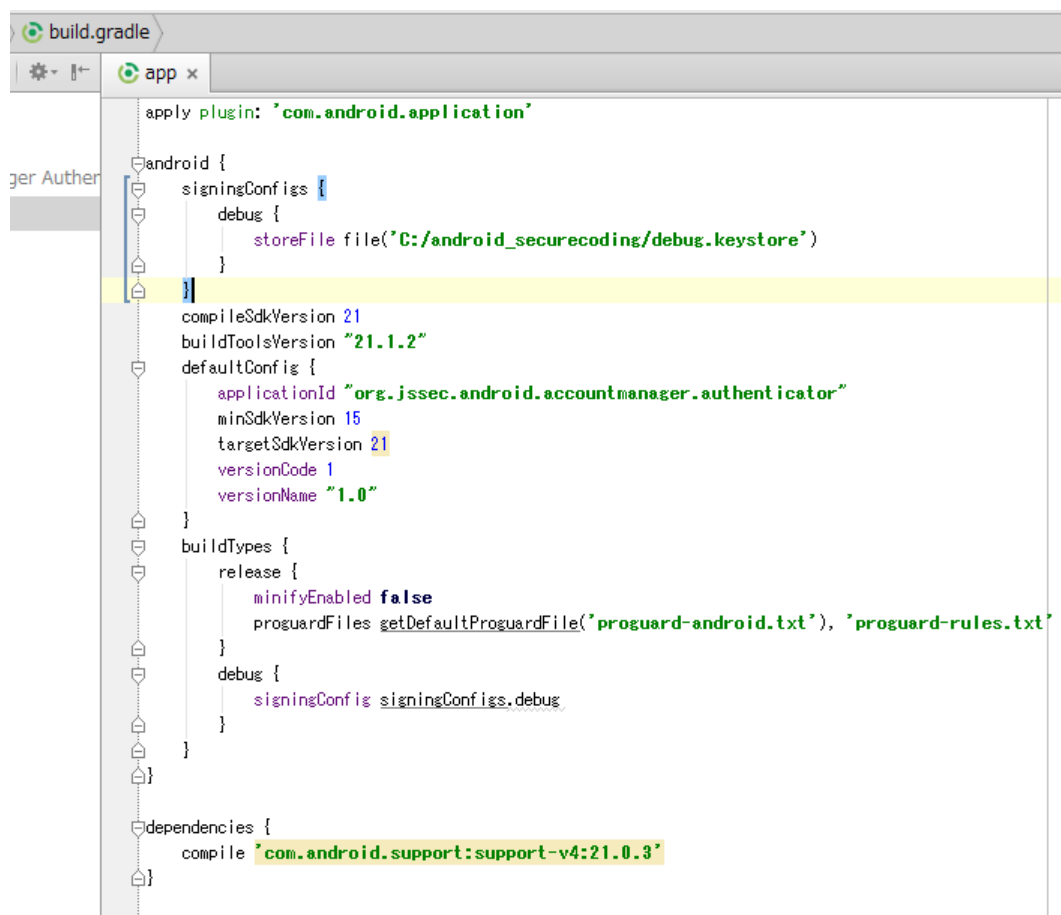 build.gradle
app
ger Auther
apply plugin: 'com.android.application'
android {
    signingConfigs {
        debug {
            storeFile file('C:/android_securecoding/debug.keystore')
        }
    }
    compileSdkVersion 21
    buildToolsVersion "21.1.2"
    defaultConfig {
        applicationId "org.jssec.android.accountmanager.authenticator"
        minSdkVersion 15
        targetSdkVersion 21
        versionCode 1
        versionName "1.0"
    }
    buildTypes {
        release {
            minifyEnabled false
            proguardFiles getDefaultProguardFile('proguard-android.txt'), 'proguard-rules.txt'
        }
        debug {
            signingConfig signingConfigs.debug
        }
    }
}
dependencies {
    compile 'com.android.support:support-v4:21.0.3'
}